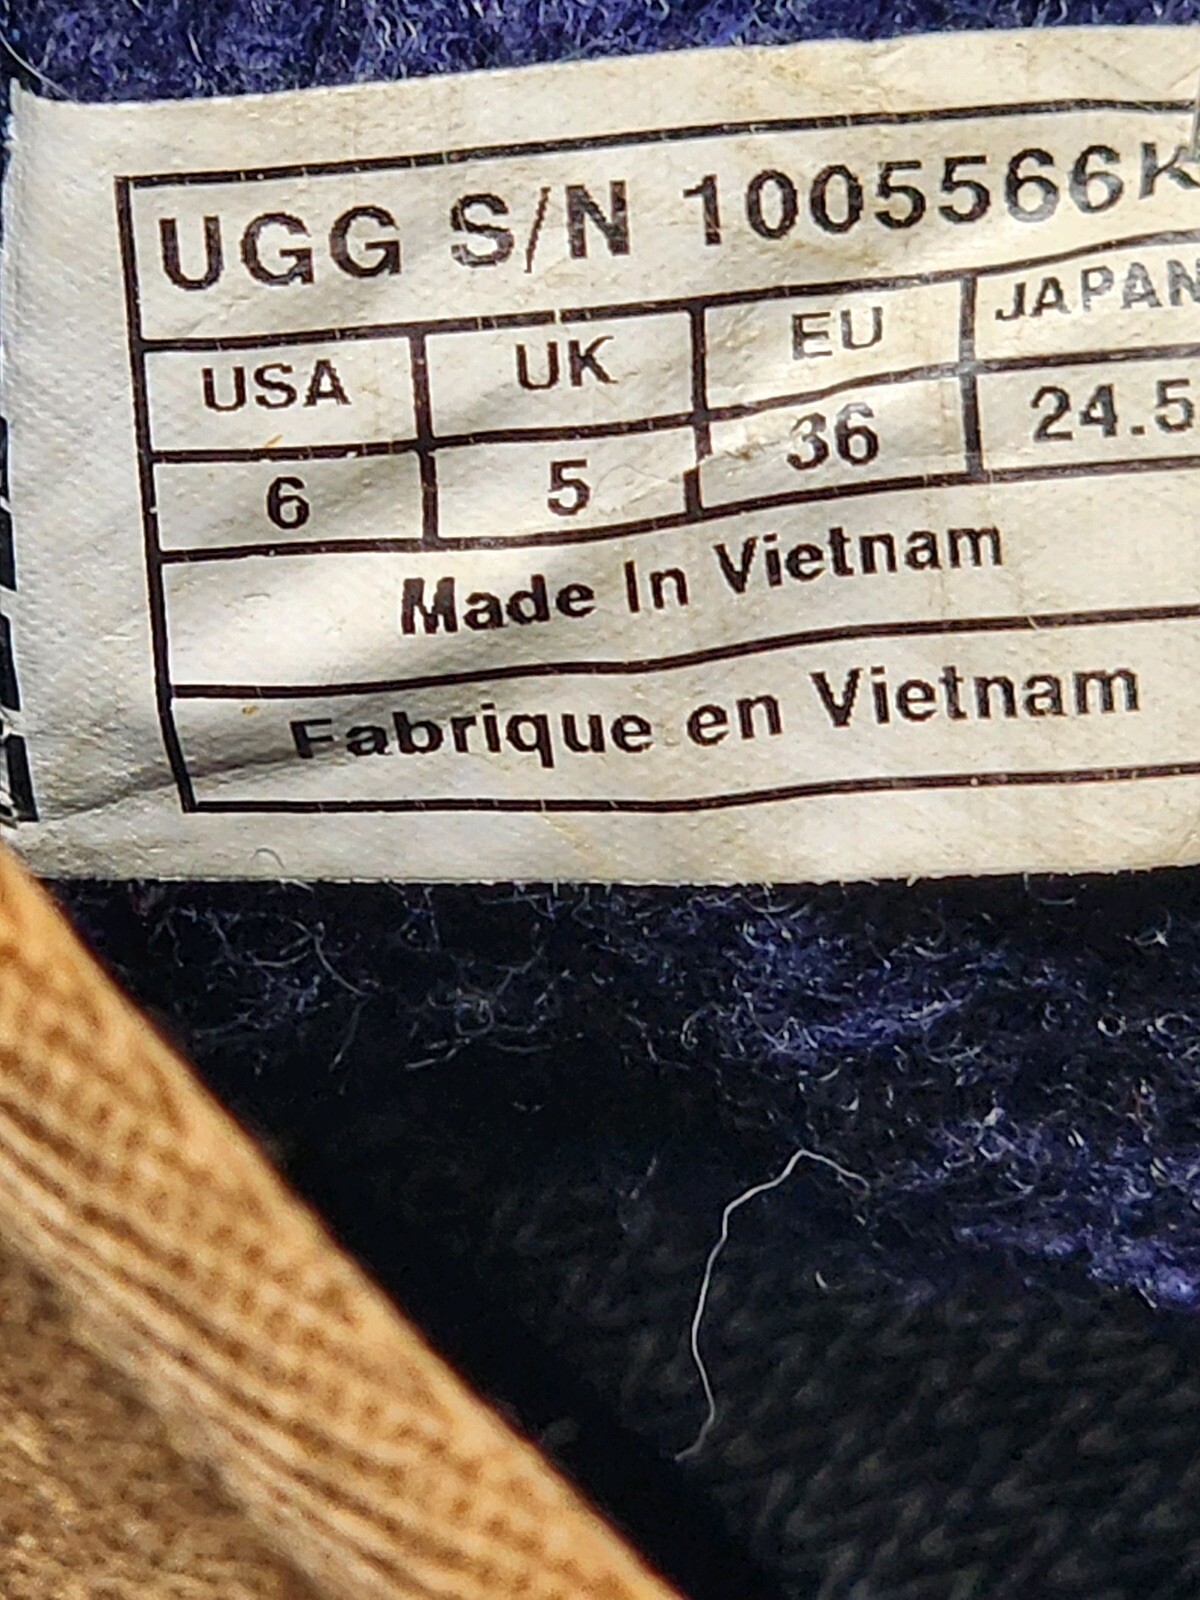 UGG S/N 1005566K
USA UK EU JAPAN
6 5 36 24.5
Made In Vietnam
Fabrique en Vietnam